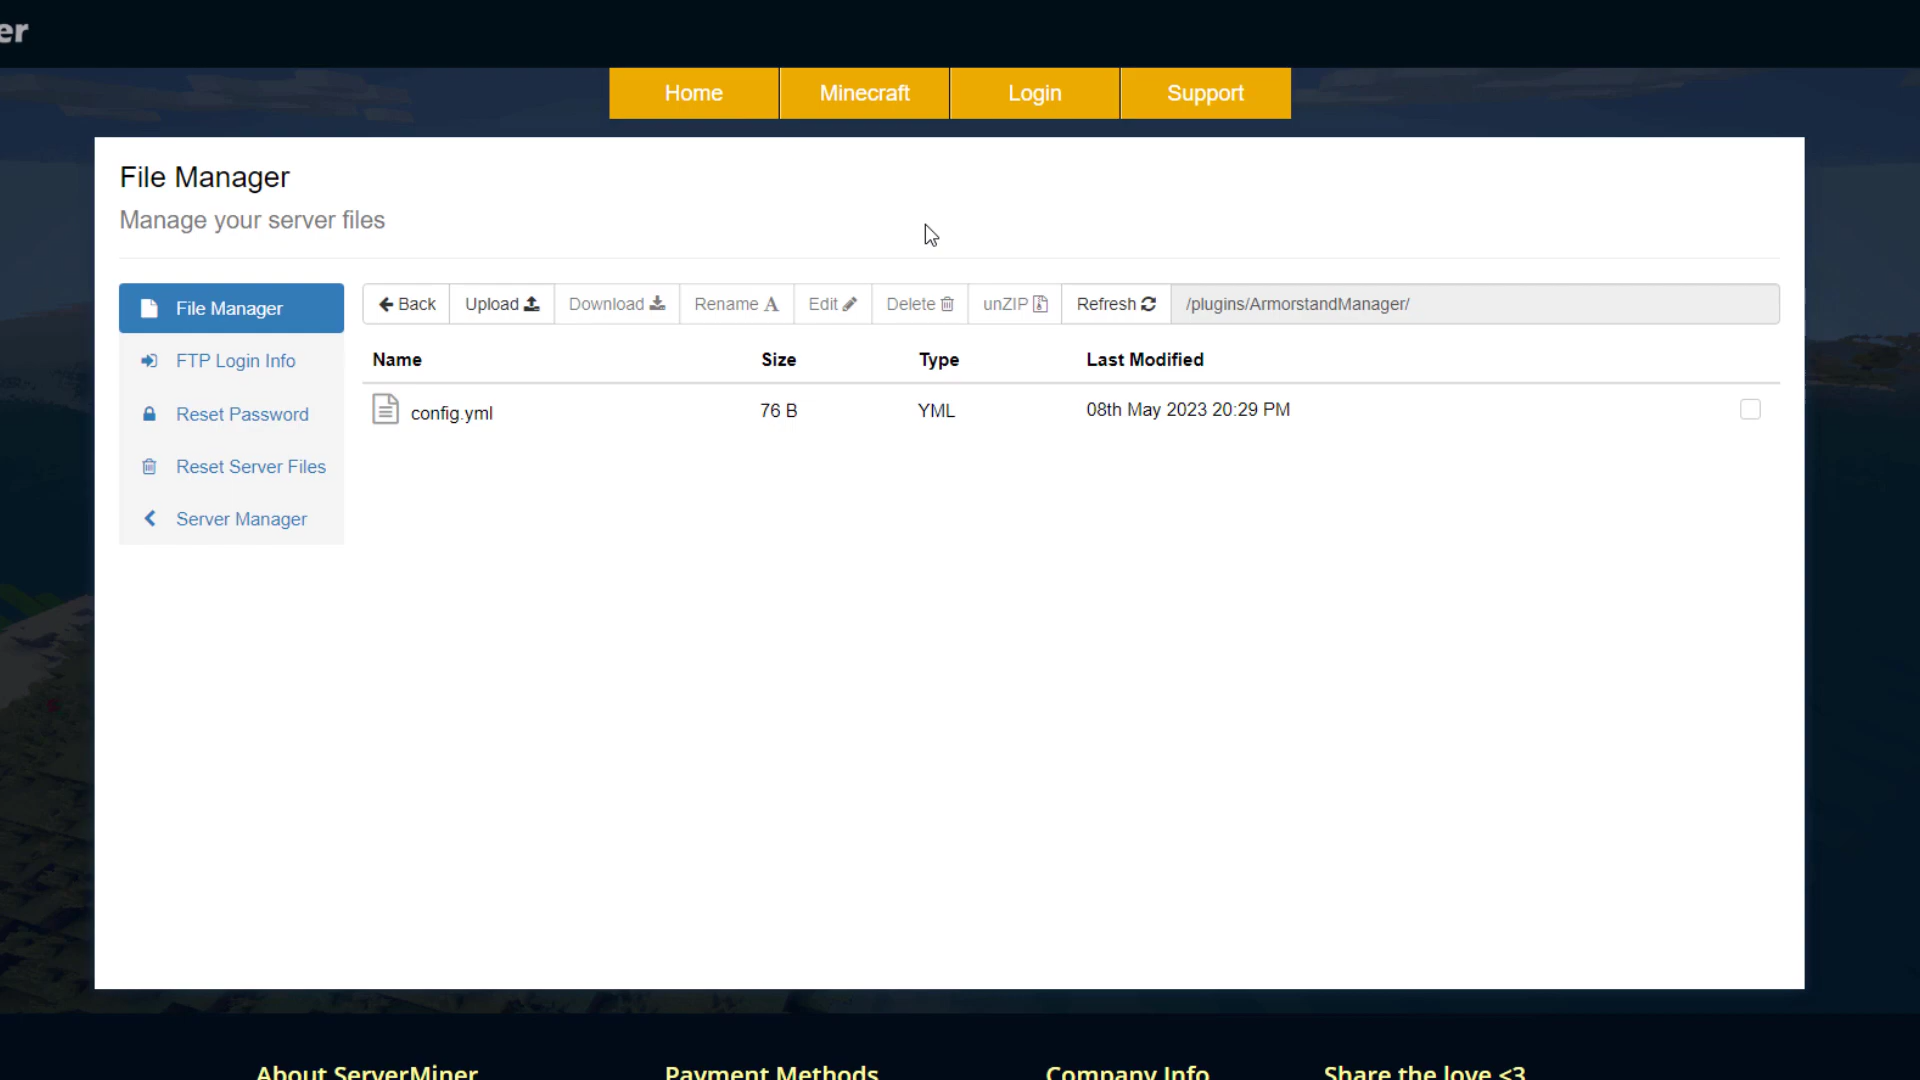 er
Home Minecraft Login Support
File Manager
Manage your server files
File Manager
FTP Login Info
Reset Password
Reset Server Files
Server Manager
Back Upload Download Rename Edit Delete unZIP Refresh /plugins/ArmorstandManager/
Name Size Type Last Modified
config.yml 76 B YML 08th May 2023 20:29 PM
About ServerMiner Payment Methods Company Info Share the love <3